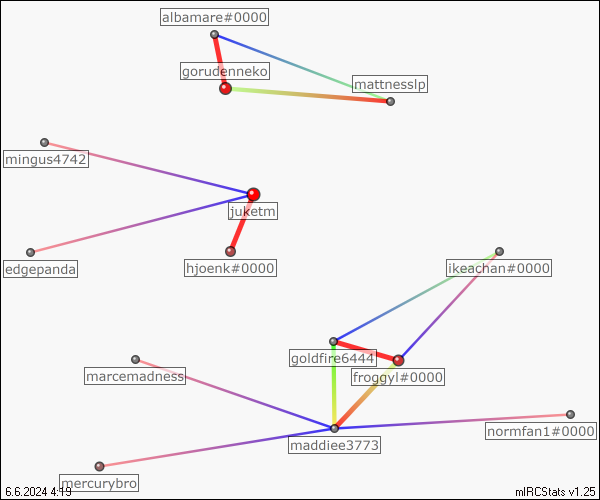 albamare#0000
gorudenneko
mattnesslp
mingus4742
juketm
edgepanda
hjoenk#0000
ikeachan#0000
goldfire6444
marcemadness
froggyl#0000
normfan1#0000
maddiee3773
mercurybro
6.6.2024 4:19
mIRCStats v1.25